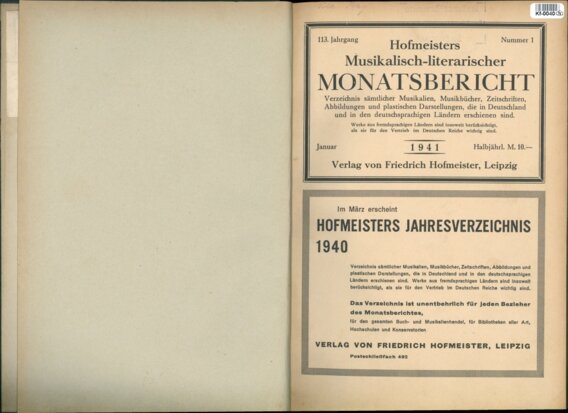 Kf-0040
113. Jahrgang
Nummer 1
Hofmeisters
Musikalisch-literarischer
MONATSBERICHT
Verzeichnis sämtlicher Musikalien, Musikbücher, Zeitschriften,
Abbildungen und plastischen Darstellungen, die in Deutschland
und in den deutschsprachigen Ländern erschienen sind.
Werke aus fremdsprachigen Ländern sind insoweit berücksichtigt,
als sie für den Vertrieb im Deutschen Reiche wichtig sind.
Januar
1941
Halbjährl. M. 10.—
Verlag von Friedrich Hofmeister, Leipzig
Im März erscheint
HOFMEISTERS JAHRESVERZEICHNIS
1940
Verzeichnis sämtlicher Musikalien, Musikbücher, Zeitschriften, Abbildungen und
plastischen Darstellungen, die in Deutschland und in den deutschsprachigen
Ländern erschienen sind. Werke aus fremdsprachigen Ländern sind insoweit
berücksichtigt, als sie für den Vertrieb im Deutschen Reiche wichtig sind.
Das Verzeichnis ist unentbehrlich für jeden Bezieher
des Monatsberichtes,
für den gesamten Buch- und Musikalienhandel, für Bibliotheken aller Art,
Hochschulen und Konservatorien
VERLAG VON FRIEDRICH HOFMEISTER, LEIPZIG
Postschließfach 492